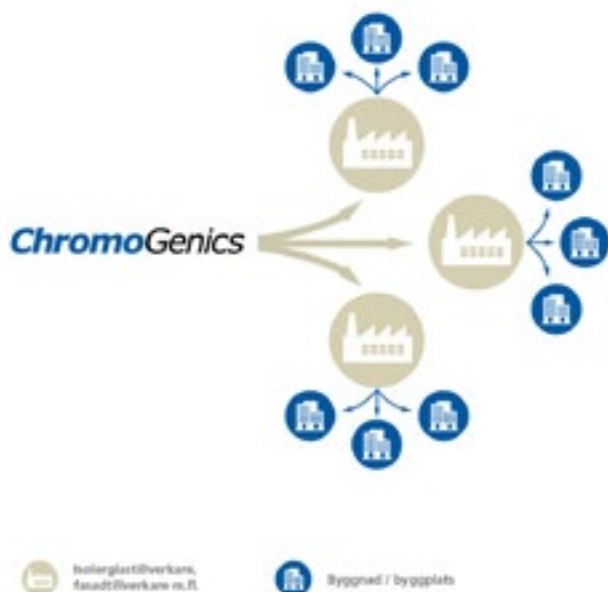 ChromoGenics
Isolerglastillverkare,
fasadtillverkare m.fl.
Byggnad / byggplats